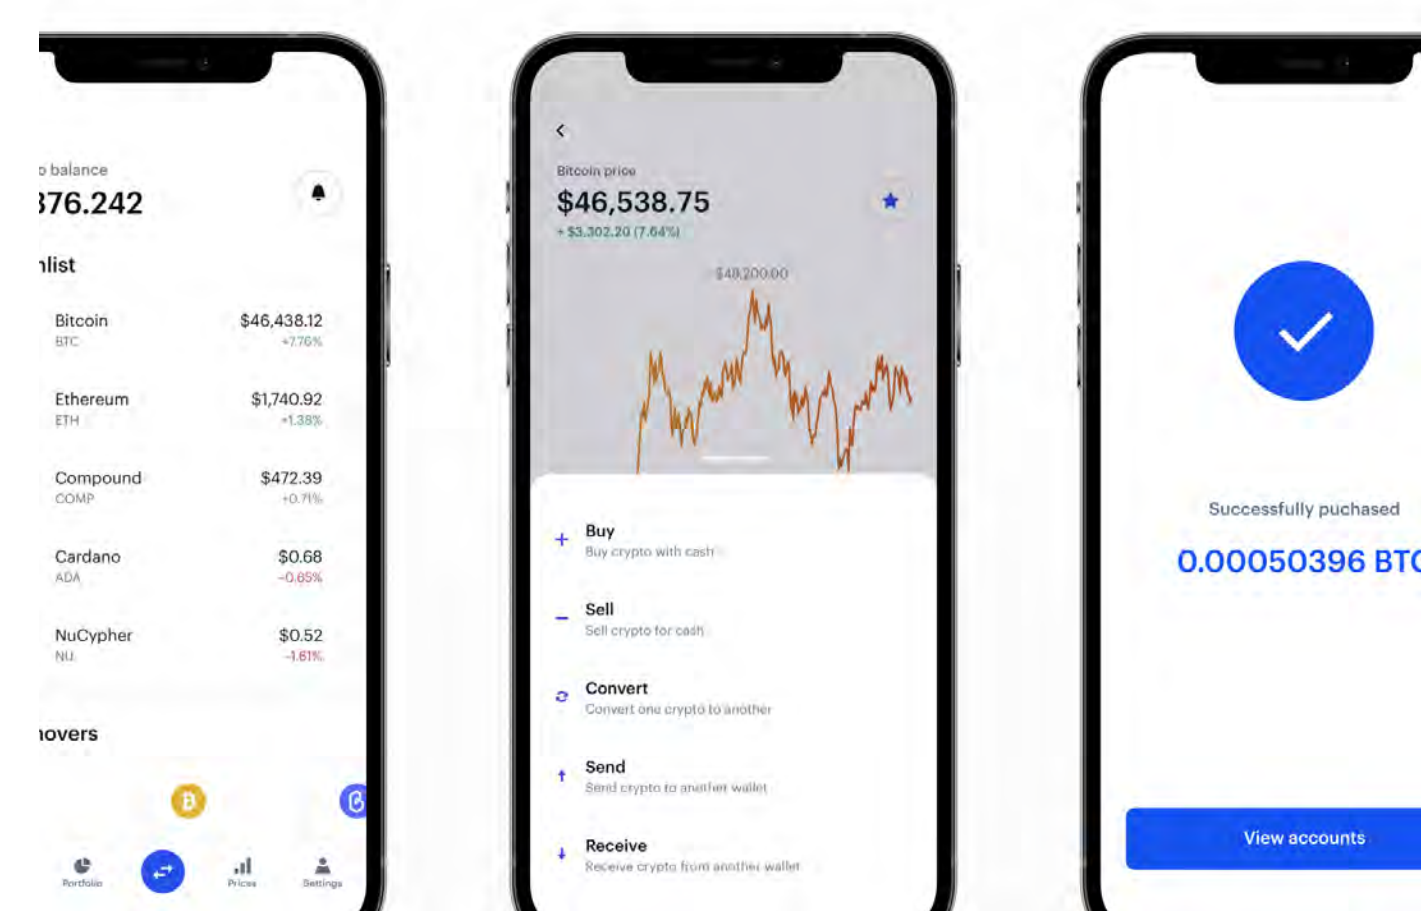 o balance
376.242
hlist
Bitcoin $46,438.12
BTC +7.76%
Ethereum $1,740.92
ETH +1.38%
Compound $472.39
COMP +0.71%
Cardano $0.68
ADA -0.85%
NuCypher $0.52
NU -1.61%
novers
Portfolio Prices Settings
Bitcoin price
$46,538.75
+ $3,302.20 (7.64%)
$49,200.00
Buy
Buy crypto with cash
Sell
Sell crypto for cash
Convert
Convert one crypto to another
Send
Send crypto to another wallet
Receive
Receive crypto from another wallet
Successfully puchased
0.00050396 BTC
View accounts